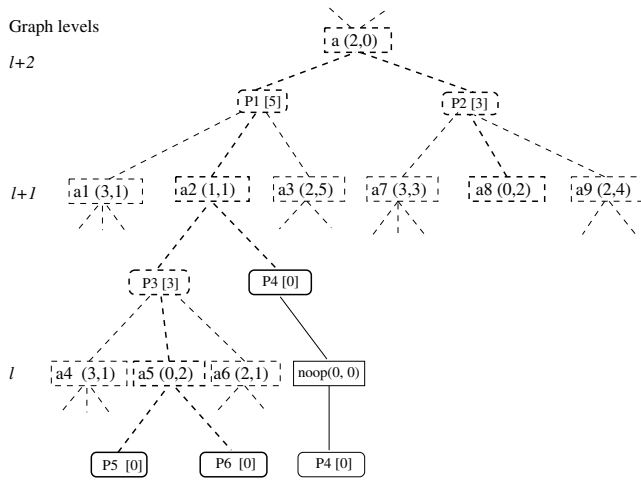 Graph levels
a (2,0)
l+2
P1 [5]
P2 [3]
l+1
a1 (3,1)
a2 (1,1)
a3 (2,5)
a7 (3,3)
a8 (0,2)
a9 (2,4)
P3 [3]
P4 [0]
l
a4 (3,1)
a5 (0,2)
a6 (2,1)
noop(0, 0)
P5 [0]
P6 [0]
P4 [0]